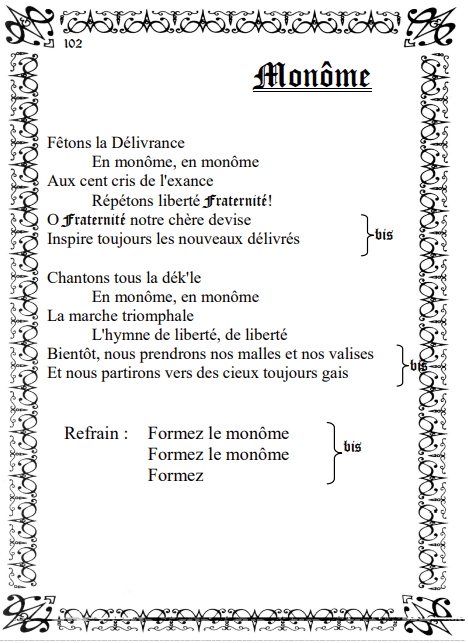 102
Monôme
Fêtons la Délivrance
En monôme, en monôme
Aux cent cris de l'exance
Répétons liberté Fraternité!
O Fraternité notre chère devise
Inspire toujours les nouveaux délivrés
bis
Chantons tous la dék'le
En monôme, en monôme
La marche triomphale
L'hymne de liberté, de liberté
Bientôt, nous prendrons nos malles et nos valises
Et nous partirons vers des cieux toujours gais
bis
Refrain : Formez le monôme
Formez le monôme
Formez
bis